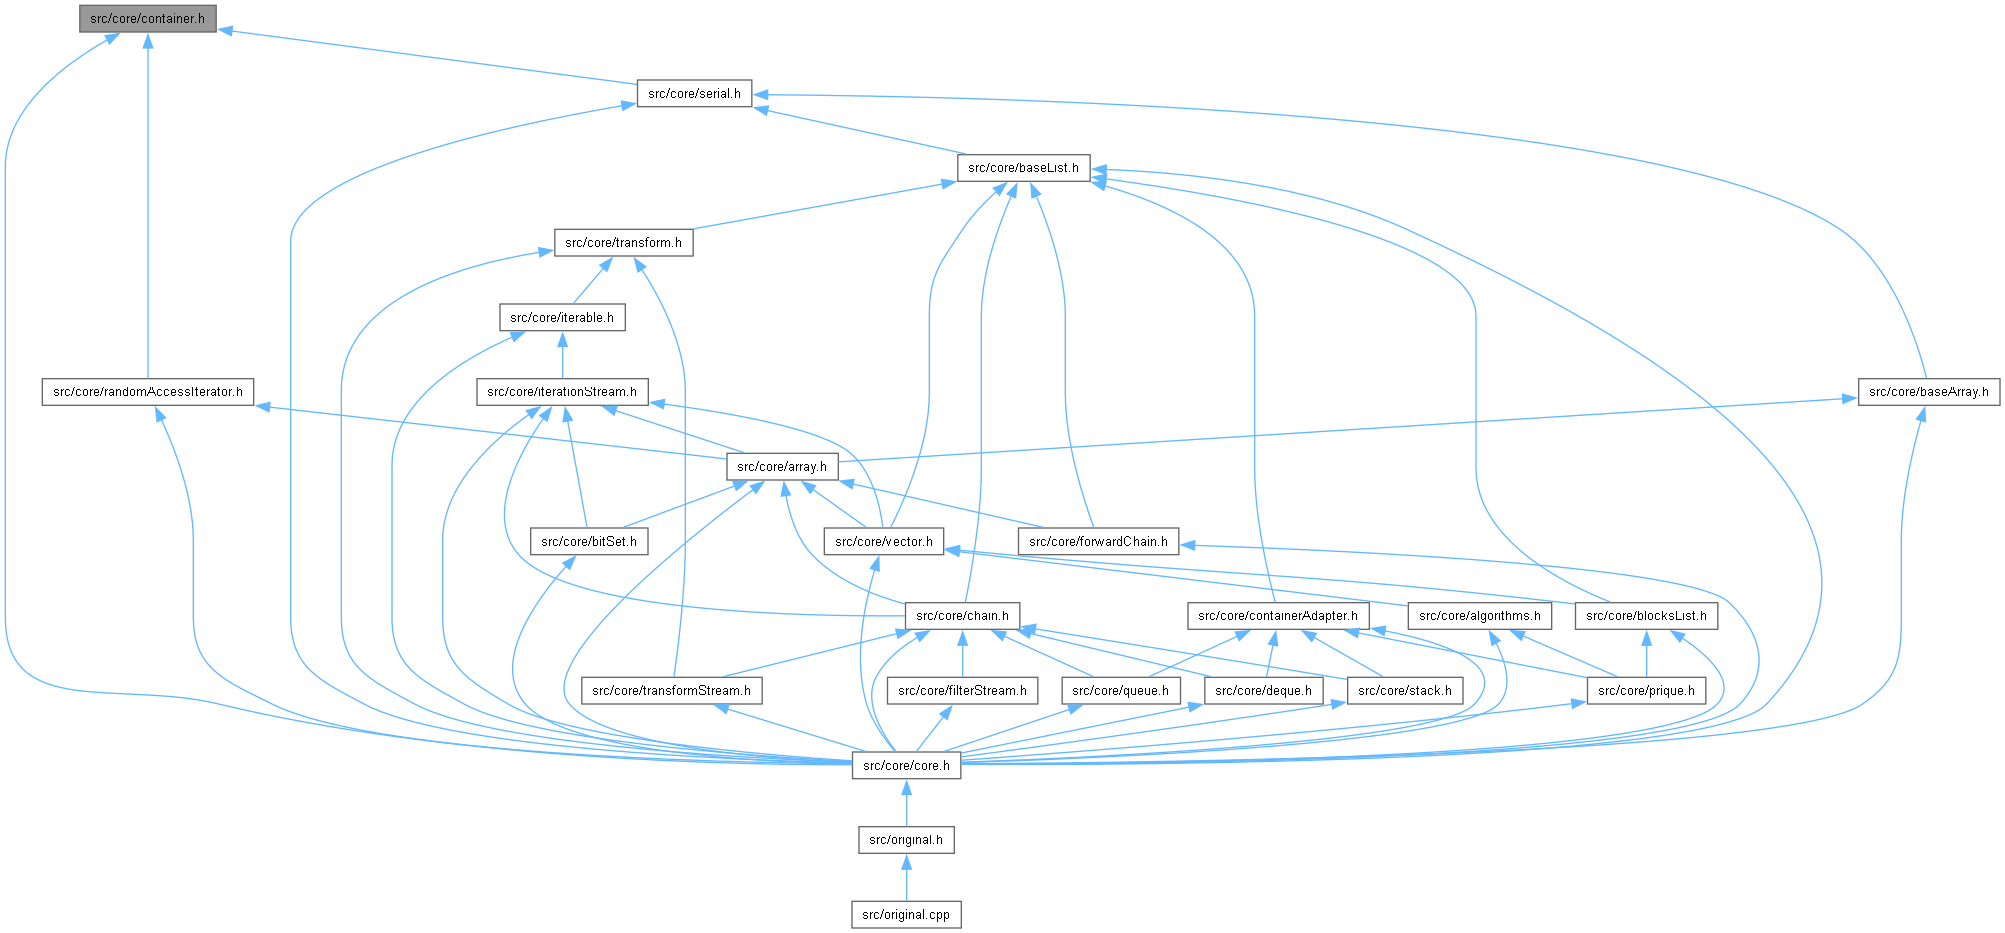 src/core/container.h
src/core/serial.h
src/core/baseList.h
src/core/transform.h
src/core/iterable.h
src/core/randomAccessIterator.h
src/core/iterationStream.h
src/core/baseArray.h
src/core/array.h
src/core/bitSet.h
src/core/vector.h
src/core/forwardChain.h
src/core/chain.h
src/core/containerAdapter.h
src/core/algorithms.h
src/core/blocksList.h
src/core/transformStream.h
src/core/filterStream.h
src/core/queue.h
src/core/deque.h
src/core/stack.h
src/core/prique.h
src/core/core.h
src/original.h
src/original.cpp